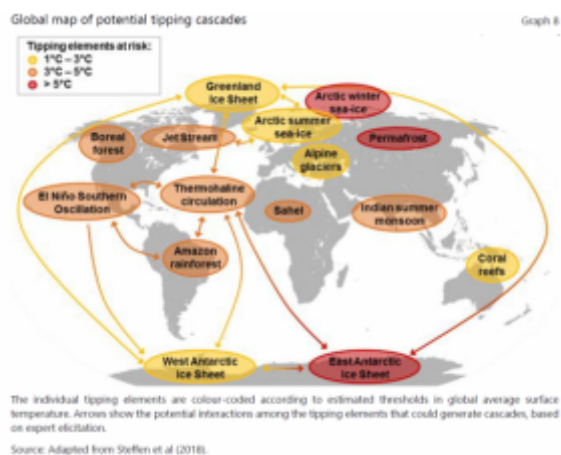 Global map of potential tipping cascades
Graph 8
Tipping elements at risk:
1°C – 3°C
3°C – 5°C
> 5°C
Greenland
Ice Sheet
Arctic winter
sea-ice
Arctic summer
sea-ice
Boreal
forest
Jet Stream
Permafrost
Alpine
glaciers
El Niño Southern
Oscillation
Thermohaline
circulation
Sahel
Indian summer
monsoon
Amazon
rainforest
Coral
reefs
West Antarctic
Ice Sheet
East Antarctic
Ice Sheet
The individual tipping elements are colour-coded according to estimated thresholds in global average surface
temperature. Arrows show the potential interactions among the tipping elements that could generate cascades, based
on expert elicitation.
Source: Adapted from Steffen et al (2018).